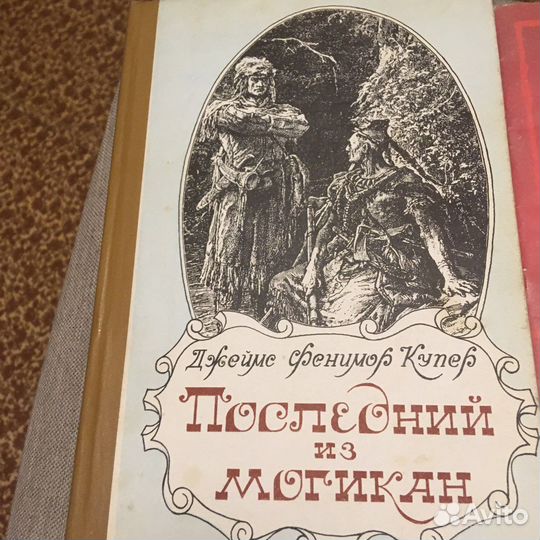 Джеймс Фенимор Купер
Последний
из
могикан
Avito